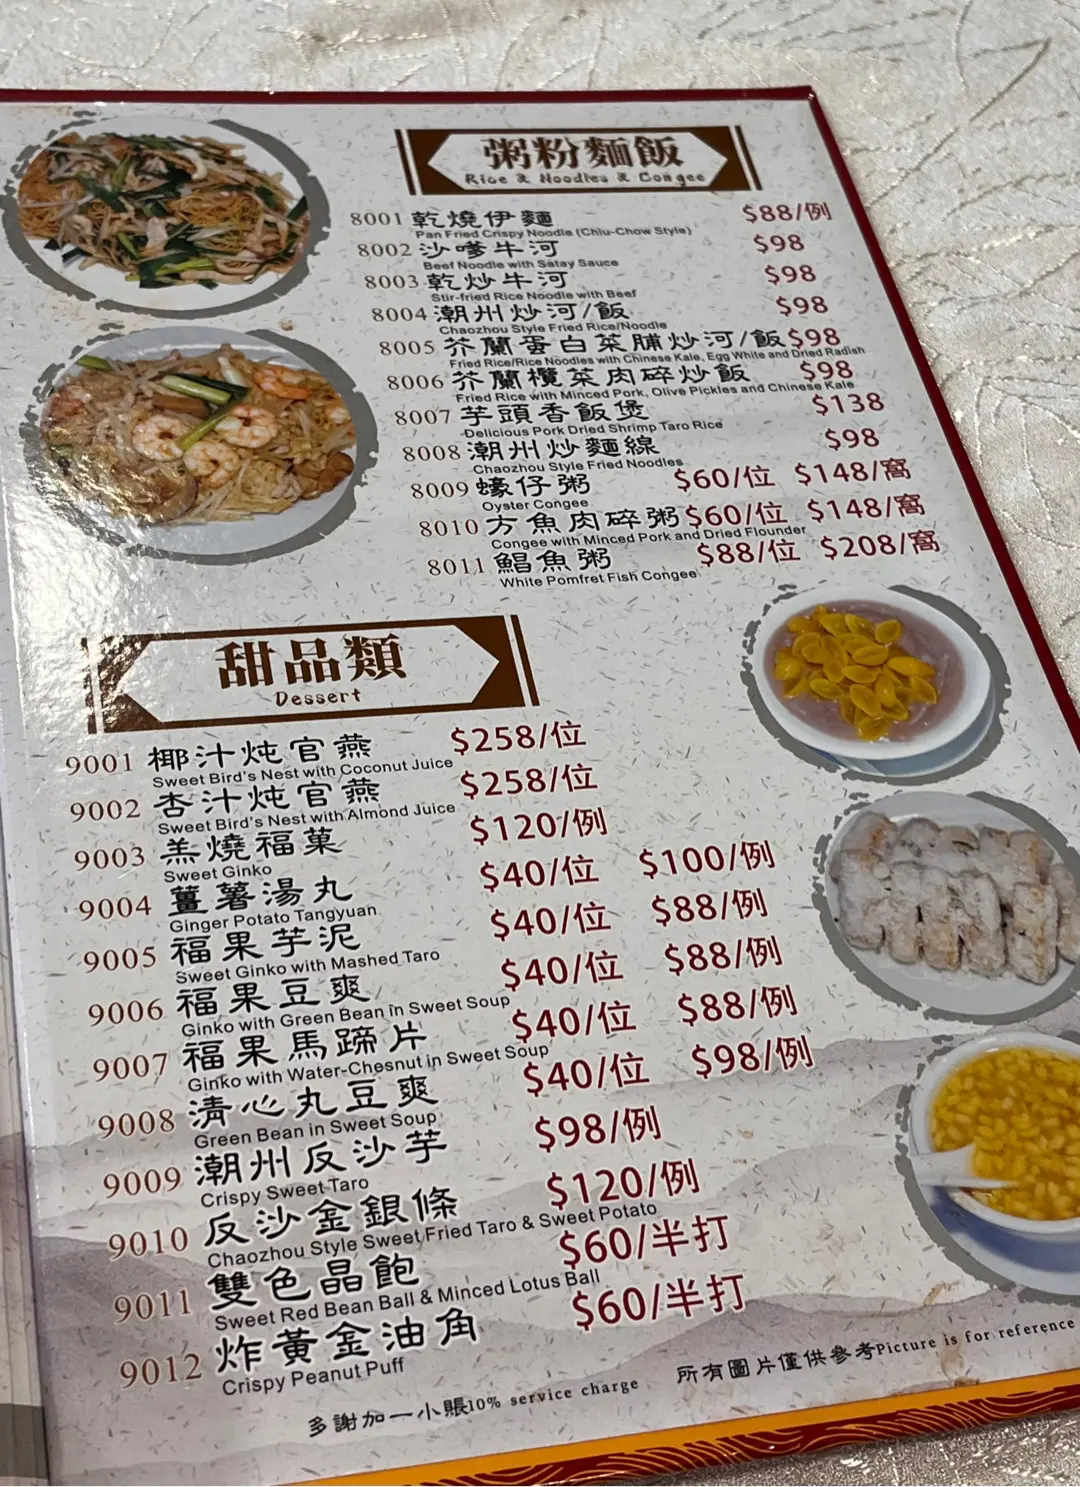 粥粉麵飯
Rice & Noodles & Congee
8001 乾燒伊麵 $88/例
Pan Fried Crispy Noodle (Chiu-Chow Style)
8002 沙嗲牛河 $98
Beef Noodle with Satay Sauce
8003 乾炒牛河 $98
Stir-fried Rice Noodle with Beef
8004 潮州炒河/飯 $98
Chaozhou Style Fried Rice/Noodle
8005 芥蘭蛋白菜脯炒河/飯 $98
Fried Rice/Rice Noodles with Chinese Kale, Egg White and Dried Radish
8006 芥蘭欖菜肉碎炒飯 $98
Fried Rice with Minced Pork, Olive Pickles and Chinese Kale
8007 芋頭香飯煲 $138
Delicious Pork Dried Shrimp Taro Rice
8008 潮州炒麵線 $98
Chaozhou Style Fried Noodles
8009 蠔仔粥 $60/位 $148/窩
Oyster Congee
8010 方魚肉碎粥 $60/位 $148/窩
Congee with Minced Pork and Dried Flounder
8011 鯧魚粥 $88/位 $208/窩
White Pomfret Fish Congee
甜品類
Dessert
9001 椰汁炖官燕 $258/位
Sweet Bird's Nest with Coconut Juice
9002 杏汁炖官燕 $258/位
Sweet Bird's Nest with Almond Juice
9003 羔燒福菓 $120/例
Sweet Ginko
9004 薑薯湯丸 $40/位 $100/例
Ginger Potato Tangyuan
9005 福果芋泥 $40/位 $88/例
Sweet Ginko with Mashed Taro
9006 福果豆爽 $40/位 $88/例
Ginko with Green Bean in Sweet Soup
9007 福果馬蹄片 $40/位 $88/例
Ginko with Water-Chesnut in Sweet Soup
9008 清心丸豆爽 $40/位 $98/例
Green Bean in Sweet Soup
9009 潮州反沙芋 $98/例
Crispy Sweet Taro
9010 反沙金銀條 $120/例
Chaozhou Style Sweet Fried Taro & Sweet Potato
9011 雙色晶飽 $60/半打
Sweet Red Bean Ball & Minced Lotus Ball
9012 炸黃金油角 $60/半打
Crispy Peanut Puff
多謝加一小賬10% service charge
所有圖片僅供參考Picture is for reference